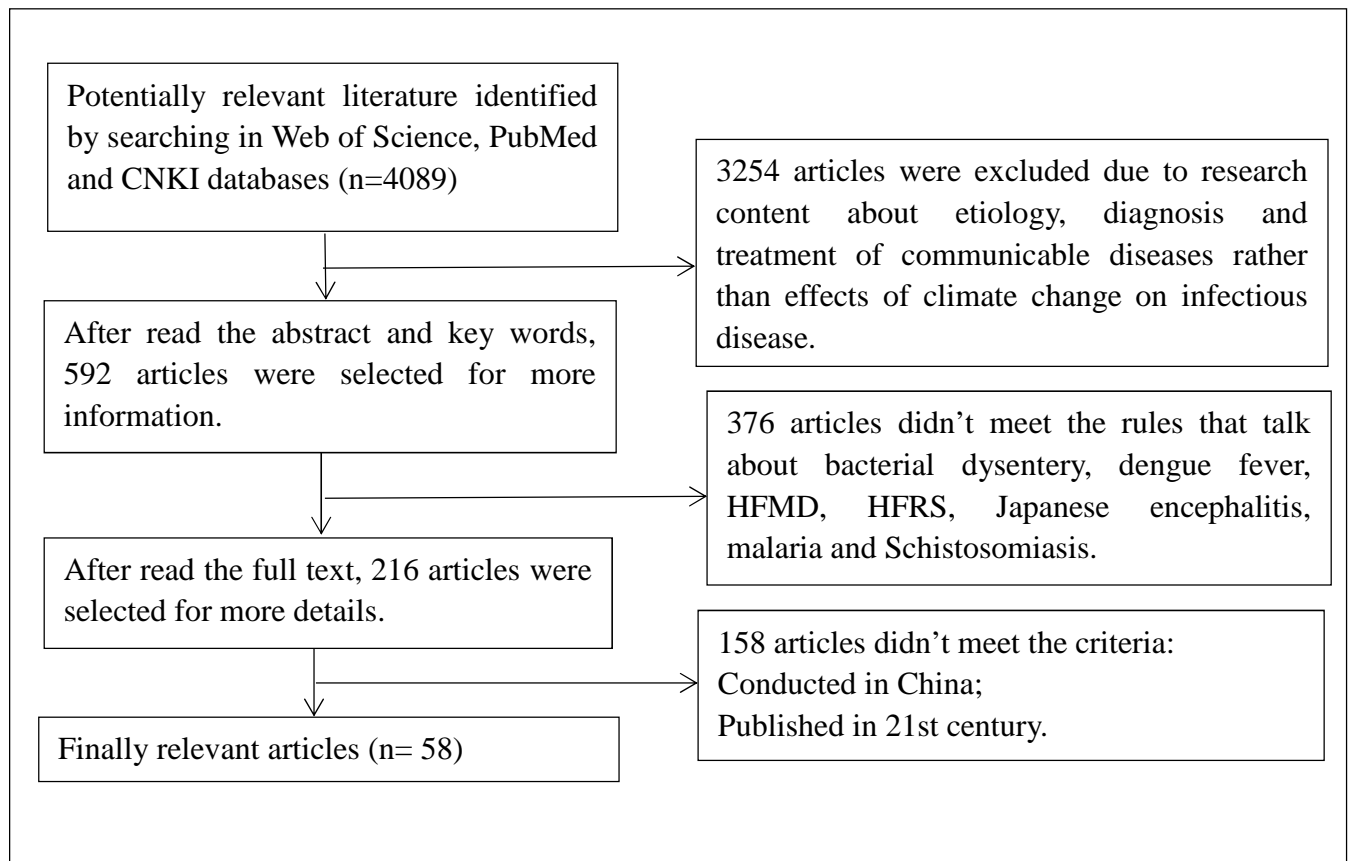 Potentially relevant literature identified
by searching in Web of Science, PubMed
and CNKI databases (n=4089)
3254 articles were excluded due to research
content about etiology, diagnosis and
treatment of communicable diseases rather
than effects of climate change on infectious
disease.
After read the abstract and key words,
592 articles were selected for more
information.
376 articles didn’t meet the rules that talk
about bacterial dysentery, dengue fever,
HFMD, HFRS, Japanese encephalitis,
malaria and Schistosomiasis.
After read the full text, 216 articles were
selected for more details.
158 articles didn’t meet the criteria:
Conducted in China;
Published in 21st century.
Finally relevant articles (n= 58)